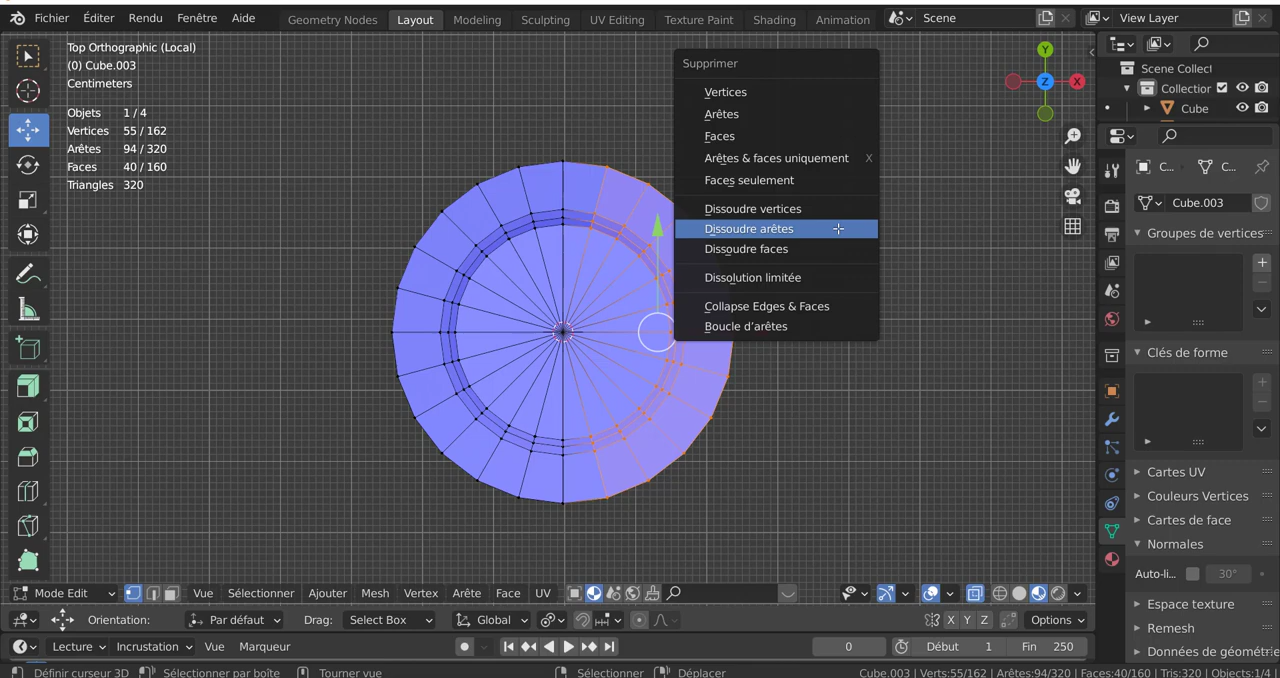 Fichier Éditer Rendu Fenêtre Aide Geometry Nodes Layout Modeling Sculpting UV Editing Texture Paint Shading Animation Scene View Layer
Top Orthographic (Local)
(0) Cube.003
Centimeters
Objets 1 / 4
Vertices 55 / 162
Arêtes 94 / 320
Faces 40 / 160
Triangles 320
Supprimer
Vertices
Arêtes
Faces
Arêtes & faces uniquement X
Faces seulement
Dissoudre vertices
Dissoudre arêtes
Dissoudre faces
Dissolution limitée
Collapse Edges & Faces
Boucle d'arêtes
Y
Z
X
Scene Collect
Collection
Cube
C... C...
Cube.003
Groupes de vertices
Clés de forme
Cartes UV
Couleurs Vertices
Cartes de face
Normales
Auto-li... 30°
Espace texture
Remesh
Données de géométrie
Mode Edit Vue Sélectionner Ajouter Mesh Vertex Arête Face UV
Orientation: Par défaut Drag: Select Box Global X Y Z Options
Lecture Incrustation Vue Marqueur 0 Début 1 Fin 250
Définir curseur 3D Sélectionner par boîte Tourner vue Sélectionner Déplacer Cube.003 | Verts:55/162 | Arêtes:94/320 | Faces:40/160 | Tris:320 | Objects:1/4 |